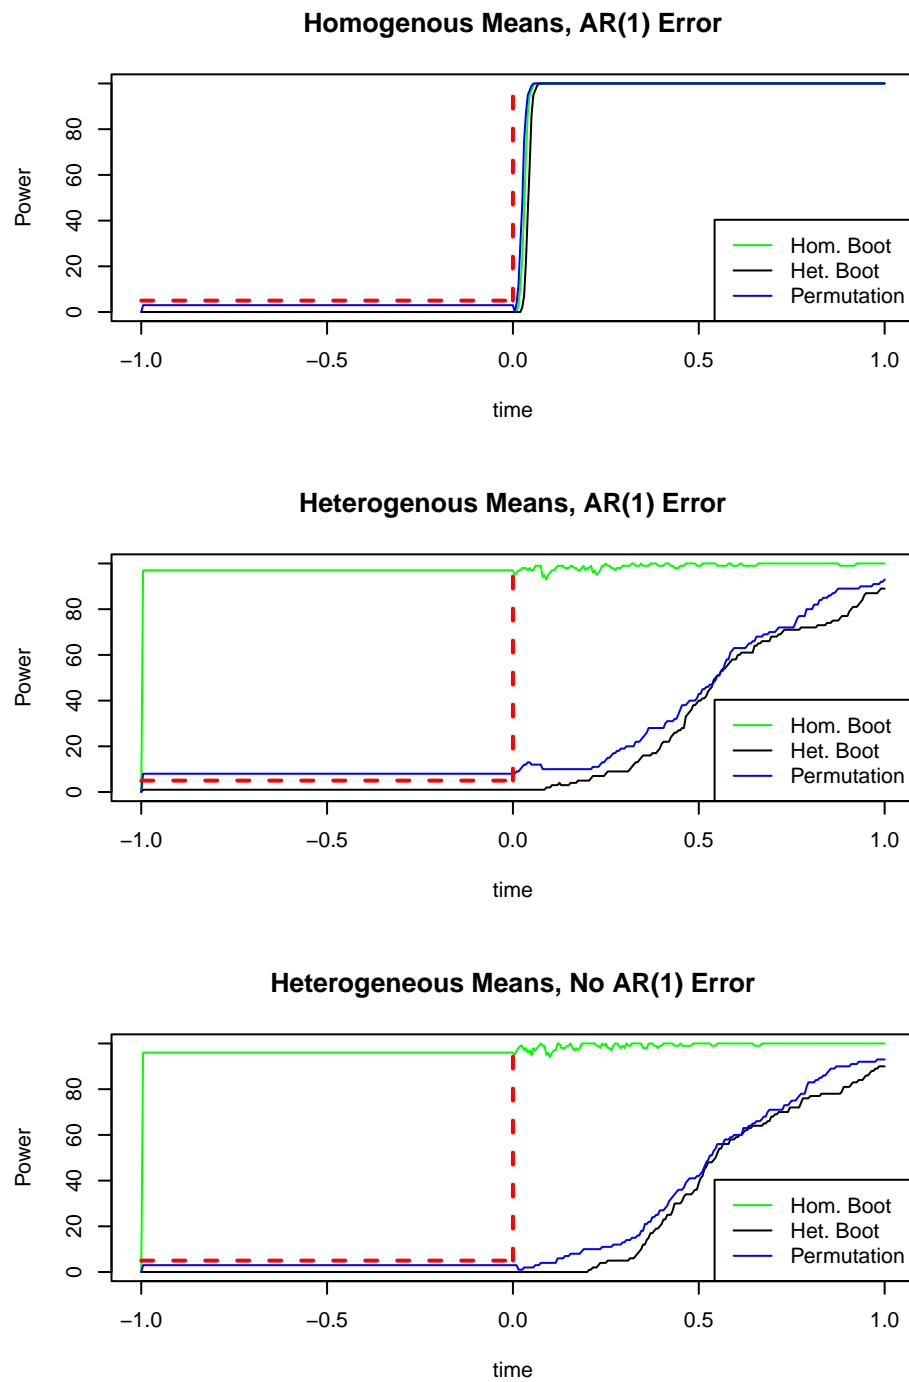 Homogenous Means, AR(1) Error
Power
0 20 40 60 80
−1.0 −0.5 0.0 0.5 1.0
time
Hom. Boot
Het. Boot
Permutation
Heterogenous Means, AR(1) Error
Power
0 20 40 60 80
−1.0 −0.5 0.0 0.5 1.0
time
Hom. Boot
Het. Boot
Permutation
Heterogeneous Means, No AR(1) Error
Power
0 20 40 60 80
−1.0 −0.5 0.0 0.5 1.0
time
Hom. Boot
Het. Boot
Permutation